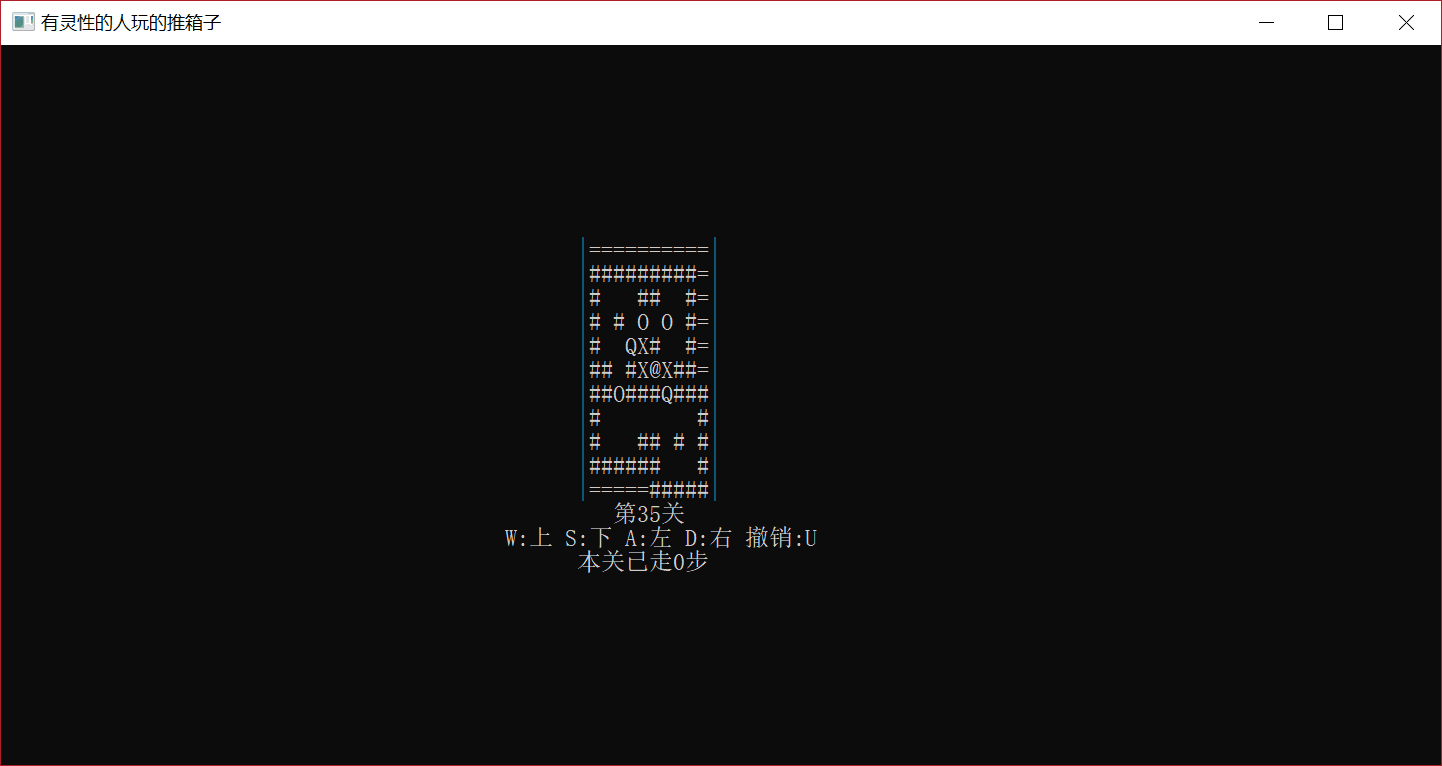 有灵性的人玩的推箱子
|==========|
#########=
#   ##  #=
# # O O #=
#  QX#  #=
## #X@X##=
##O###Q###
#        #
#   ## # #
######   #
=====#####
第35关
W:上 S:下 A:左 D:右 撤销:U
本关已走0步